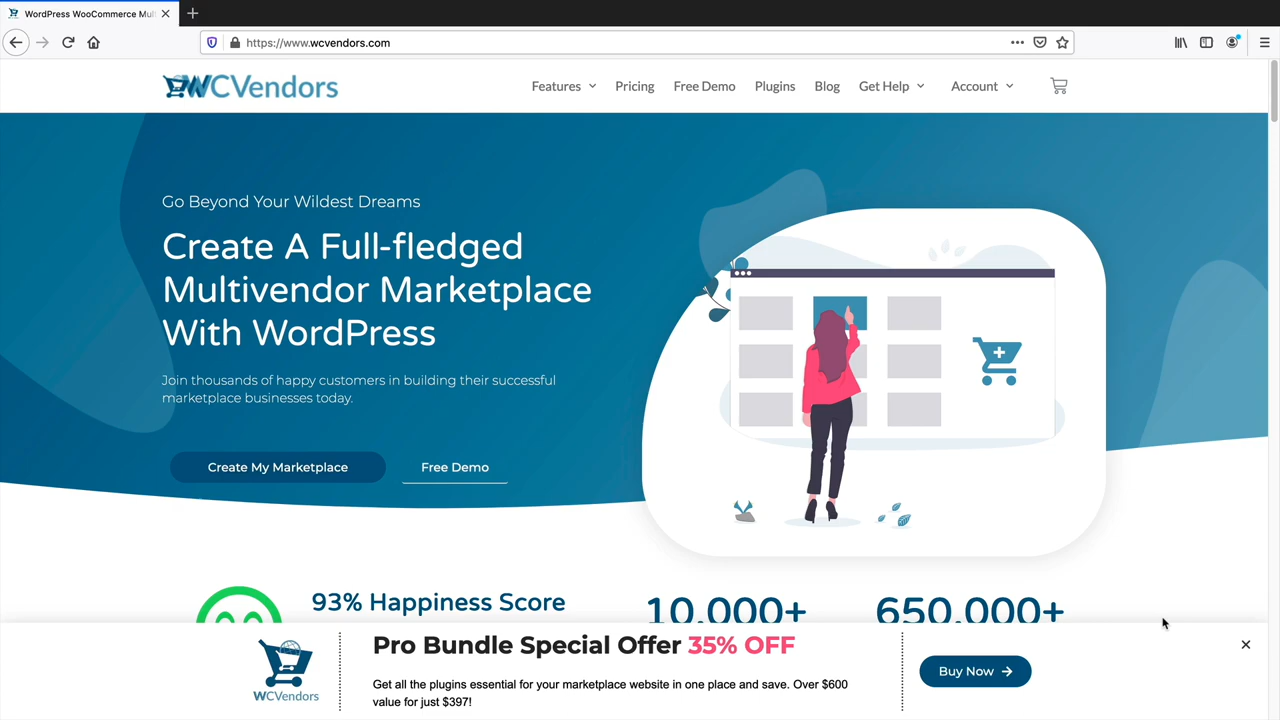 WordPress WooCommerce Mul
https://www.wcvendors.com
WCVendors
Features
Pricing
Free Demo
Plugins
Blog
Get Help
Account
Go Beyond Your Wildest Dreams
Create A Full-fledged
Multivendor Marketplace
With WordPress
Join thousands of happy customers in building their successful
marketplace businesses today.
Create My Marketplace
Free Demo
93% Happiness Score
10,000+
650,000+
WCVendors
Pro Bundle Special Offer 35% OFF
Get all the plugins essential for your marketplace website in one place and save. Over $600
value for just $397!
Buy Now